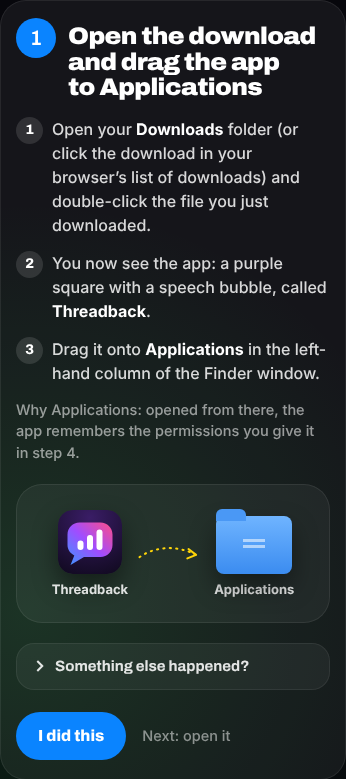 1
Open the download
and drag the app
to Applications
1
Open your Downloads folder (or
click the download in your
browser’s list of downloads) and
double-click the file you just
downloaded.
2
You now see the app: a purple
square with a speech bubble, called
Threadback.
3
Drag it onto Applications in the left-
hand column of the Finder window.
Why Applications: opened from there, the
app remembers the permissions you give it
in step 4.
Threadback
Applications
Something else happened?
I did this
Next: open it